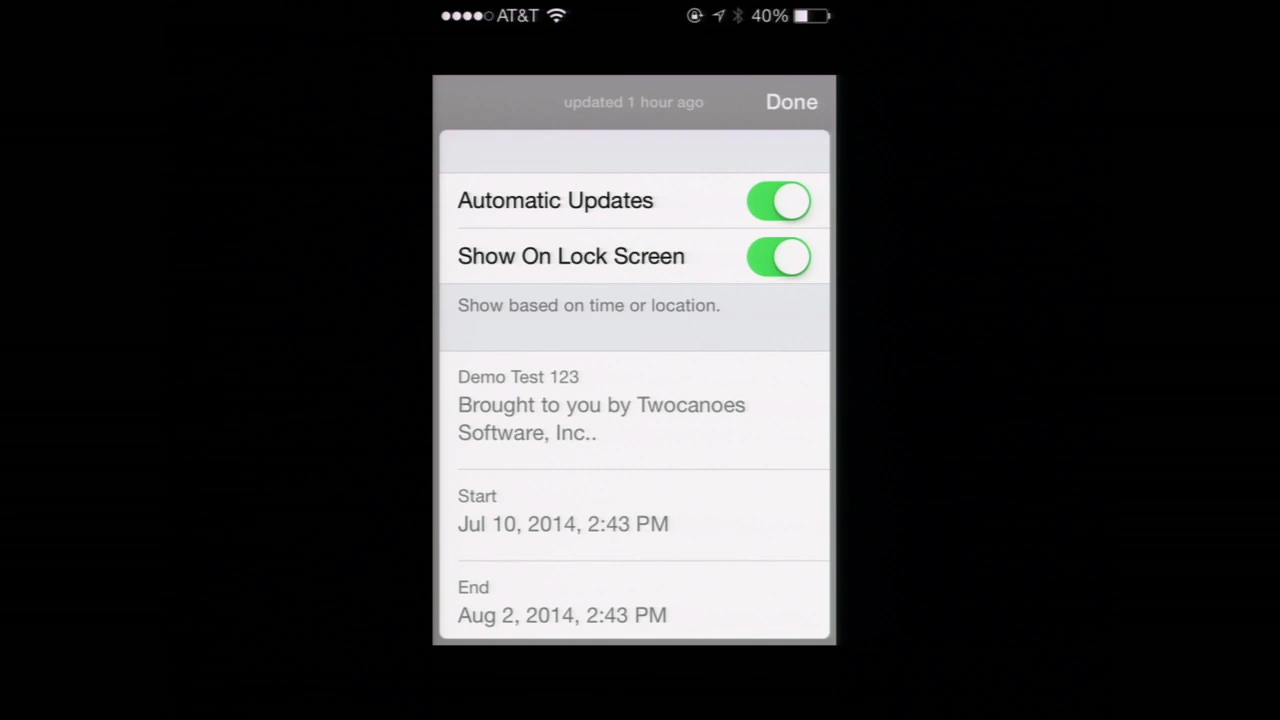 AT&T 40%
updated 1 hour ago Done
Automatic Updates
Show On Lock Screen
Show based on time or location.
Demo Test 123
Brought to you by Twocanoes
Software, Inc..
Start
Jul 10, 2014, 2:43 PM
End
Aug 2, 2014, 2:43 PM